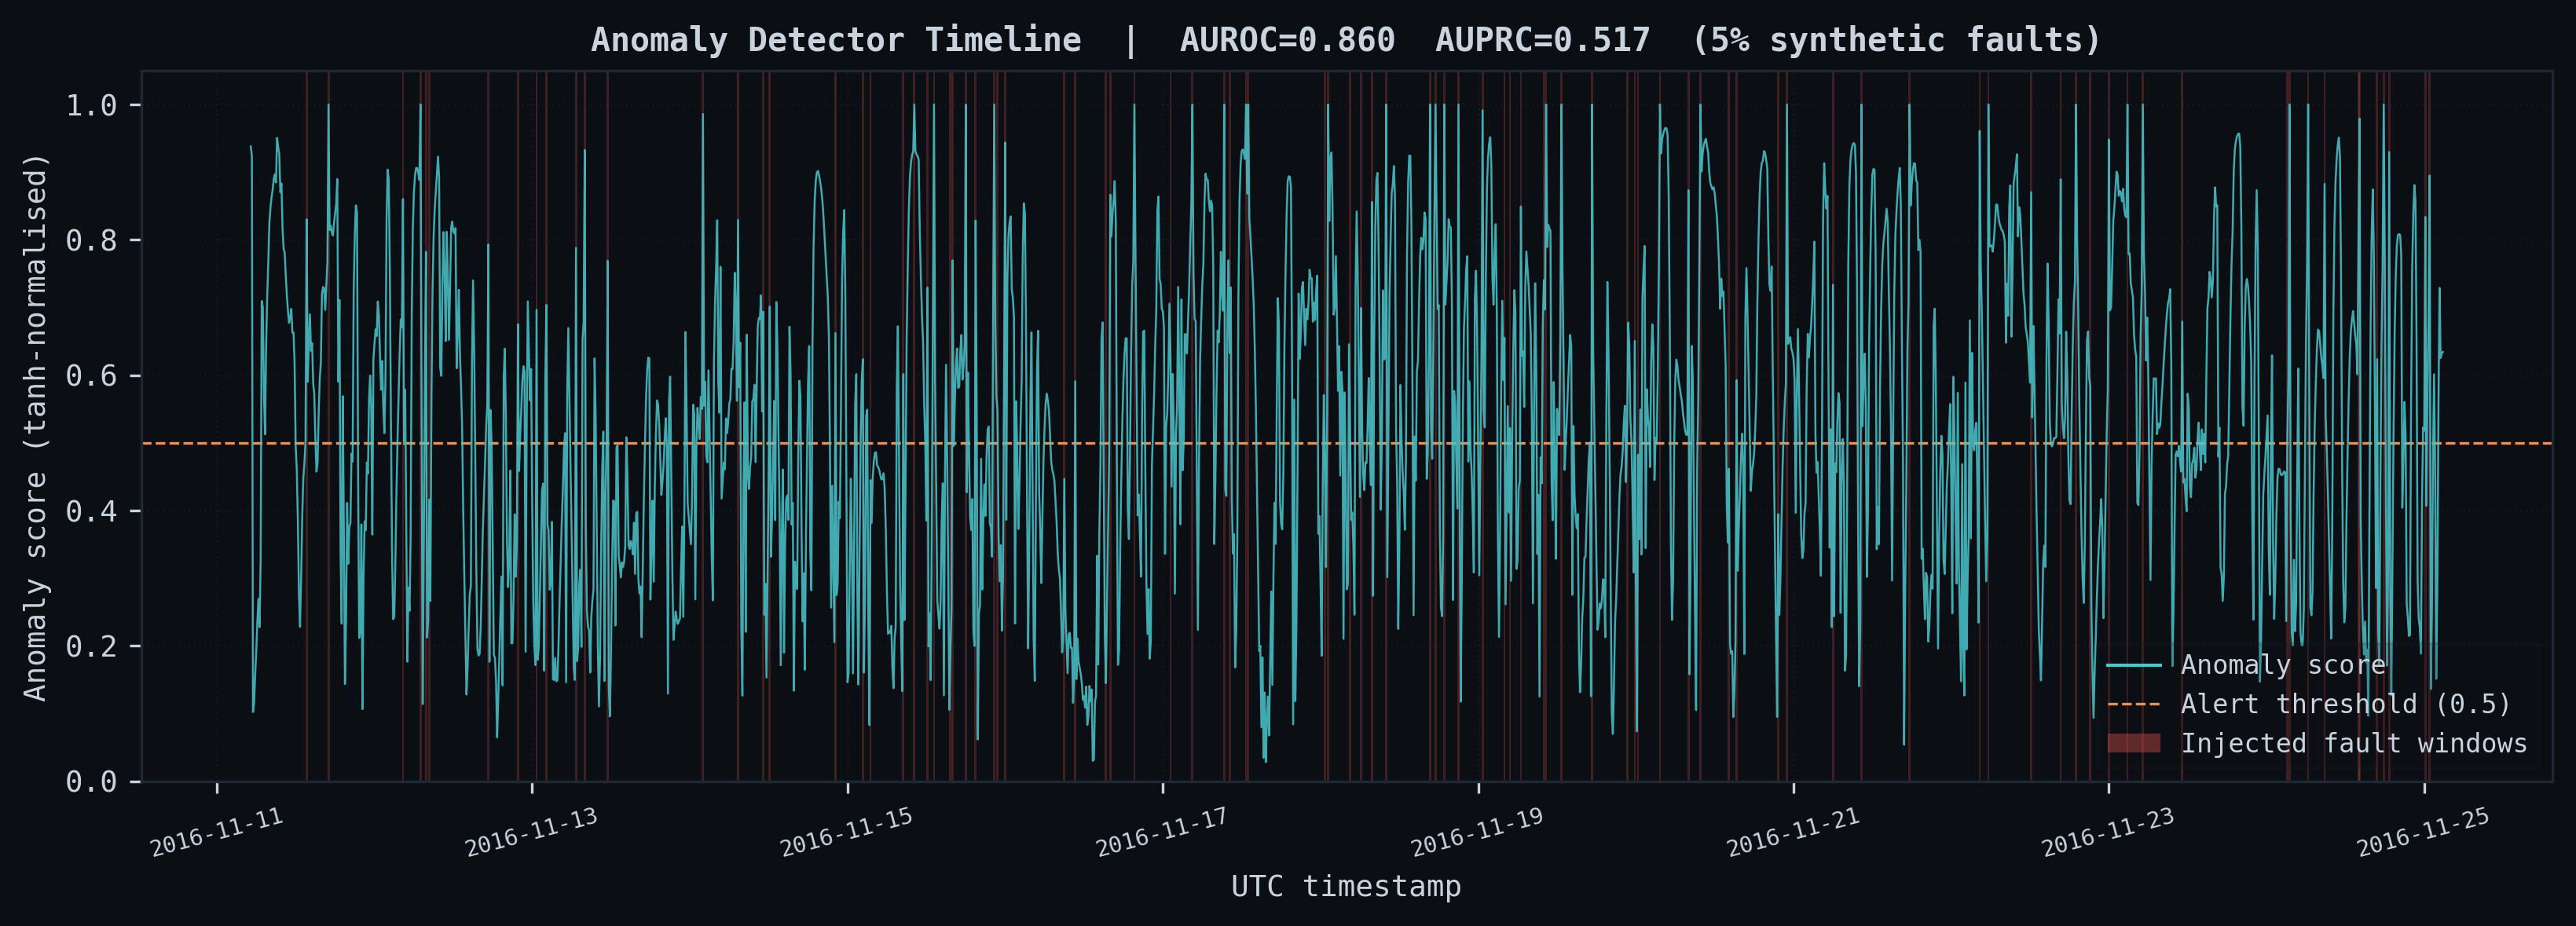 Anomaly Detector Timeline | AUROC=0.860 AUPRC=0.517 (5% synthetic faults)
Anomaly score (tanh-normalised)
1.0
0.8
0.6
0.4
0.2
0.0
Anomaly score
Alert threshold (0.5)
Injected fault windows
2016-11-11
2016-11-13
2016-11-15
2016-11-17
2016-11-19
2016-11-21
2016-11-23
2016-11-25
UTC timestamp